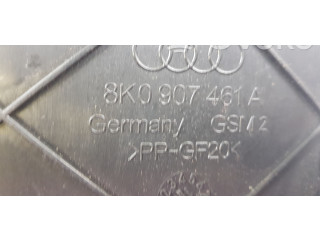 8K0 907 461 A
Germany GSM2
>PP-GF20<